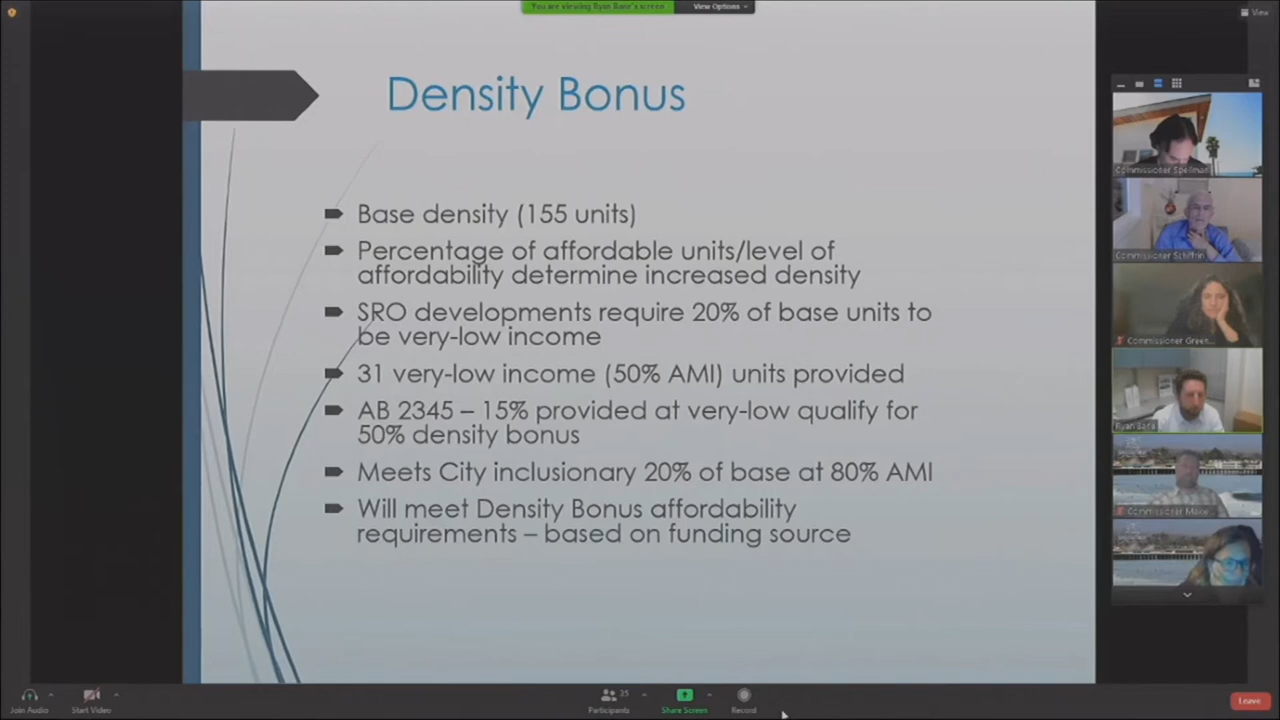 You are viewing Ryan Bane's screen
View Options
View
Density Bonus
Base density (155 units)
Percentage of affordable units/level of
affordability determine increased density
SRO developments require 20% of base units to
be very-low income
31 very-low income (50% AMI) units provided
AB 2345 – 15% provided at very-low qualify for
50% density bonus
Meets City inclusionary 20% of base at 80% AMI
Will meet Density Bonus affordability
requirements – based on funding source
Commissioner Spellman
Commissioner Schiffrin
Commissioner Green...
Ryan Bane
Commissioner
Join Audio
Start Video
Participants
35
Share Screen
Record
Leave